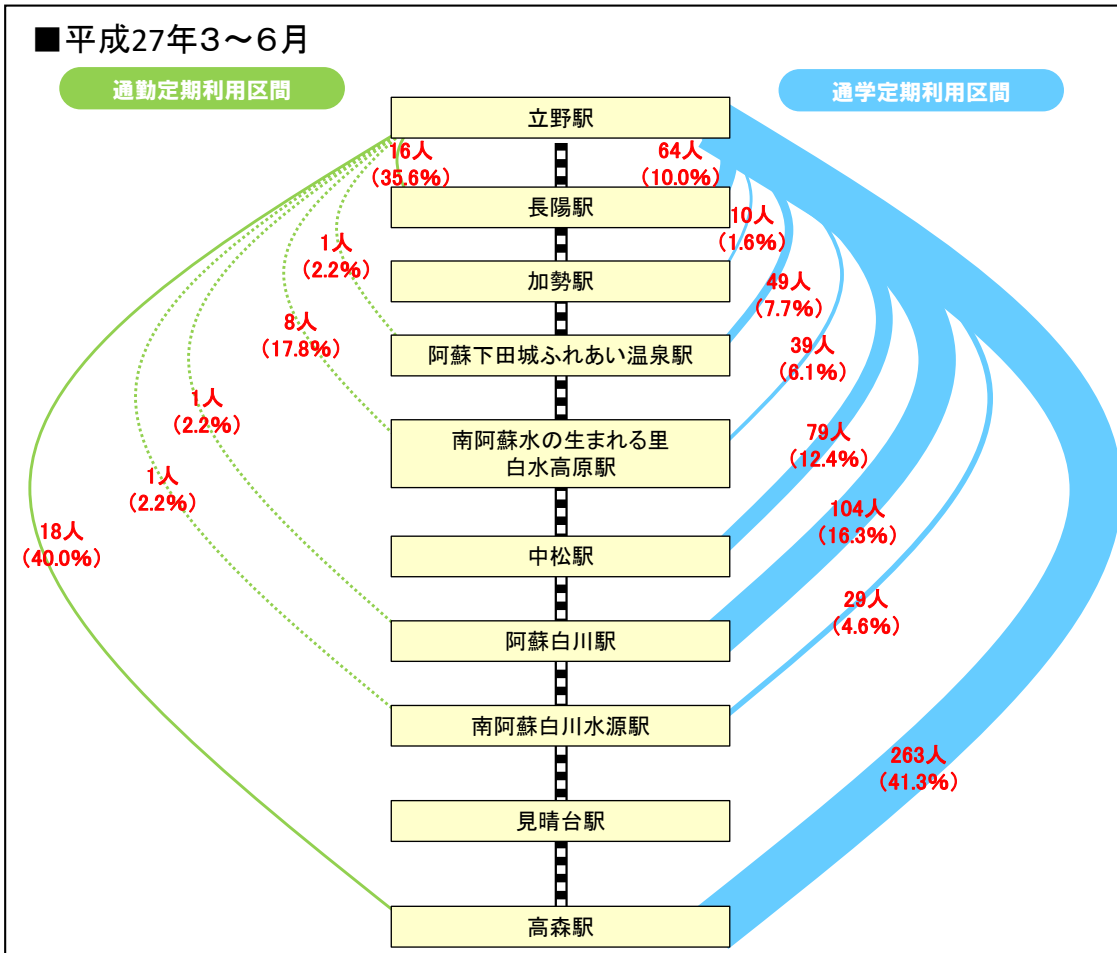 ■平成27年3～6月
通勤定期利用区間
通学定期利用区間
立野駅
16人
(35.6%)
64人
(10.0%)
長陽駅
10人
(1.6%)
1人
(2.2%)
加勢駅
49人
(7.7%)
8人
(17.8%)
阿蘇下田城ふれあい温泉駅
39人
(6.1%)
1人
(2.2%)
南阿蘇水の生まれる里
白水高原駅
79人
(12.4%)
1人
(2.2%)
104人
(16.3%)
18人
(40.0%)
中松駅
29人
(4.6%)
阿蘇白川駅
南阿蘇白川水源駅
263人
(41.3%)
見晴台駅
高森駅